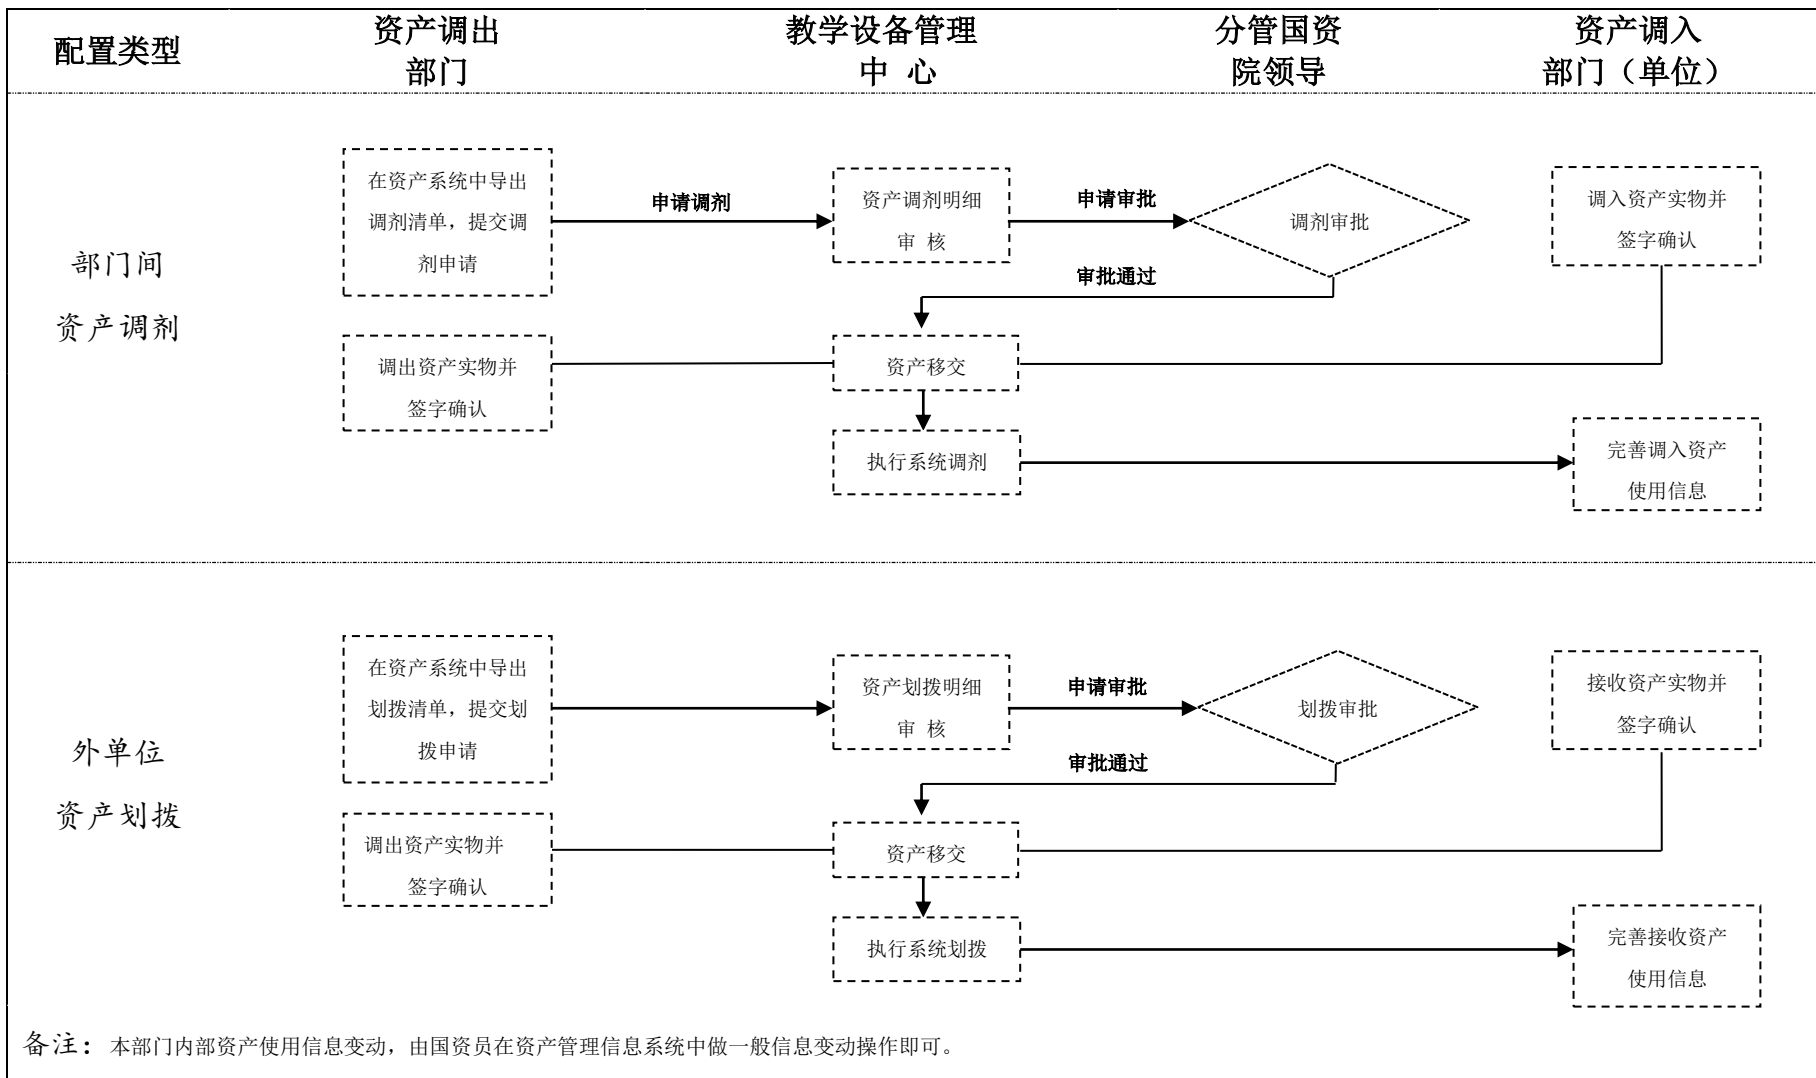 配置类型
资产调出
部门
教学设备管理
中 心
分管国资
院领导
资产调入
部门（单位）
部门间
资产调剂
在资产系统中导出
调剂清单，提交调
剂申请
申请调剂
资产调剂明细
审 核
申请审批
调剂审批
调入资产实物并
签字确认
审批通过
调出资产实物并
签字确认
资产移交
执行系统调剂
完善调入资产
使用信息
外单位
资产划拨
在资产系统中导出
划拨清单，提交划
拨申请
资产划拨明细
审 核
申请审批
划拨审批
接收资产实物并
签字确认
审批通过
调出资产实物并
签字确认
资产移交
执行系统划拨
完善接收资产
使用信息
备注：本部门内部资产使用信息变动，由国资员在资产管理信息系统中做一般信息变动操作即可。